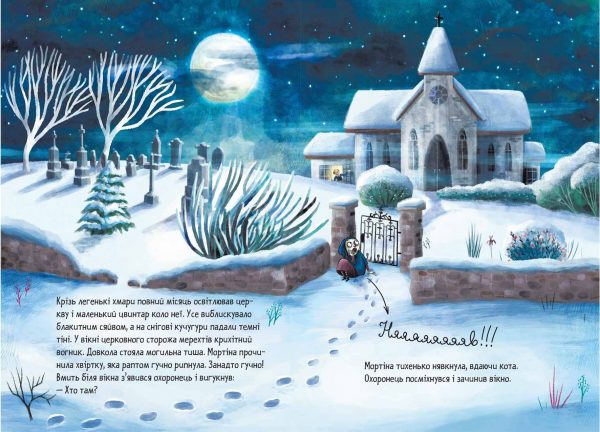 Крізь легенькі хмари повний місяць освітлював цер-
кву і маленький цвинтар коло неї. Усе виблискувало
блакитним сяйвом, а на снігові кучугури падали темні
тіні. У вікні церковного сторожа мерехтів крихітний
вогник. Довкола стояла могильна тиша. Мортіна прочи-
нила хвіртку, яка раптом гучно рипнула. Занадто гучно!
Вмить біля вікна з'явився охоронець і вигукнув:
— Хто там?
Няяяяяяяяв!!!
Мортіна тихенько нявкнула, вдаючи кота.
Охоронець посміхнувся і зачинив вікно.